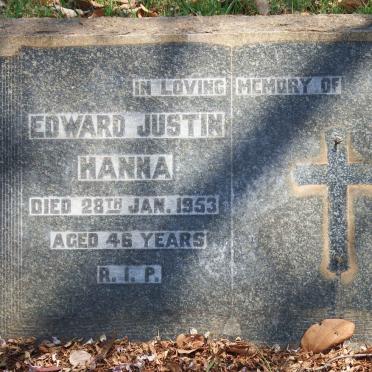 IN LOVING MEMORY OF
EDWARD JUSTIN
HANNA
DIED 28TH JAN. 1953
AGED 46 YEARS
R. I. P.